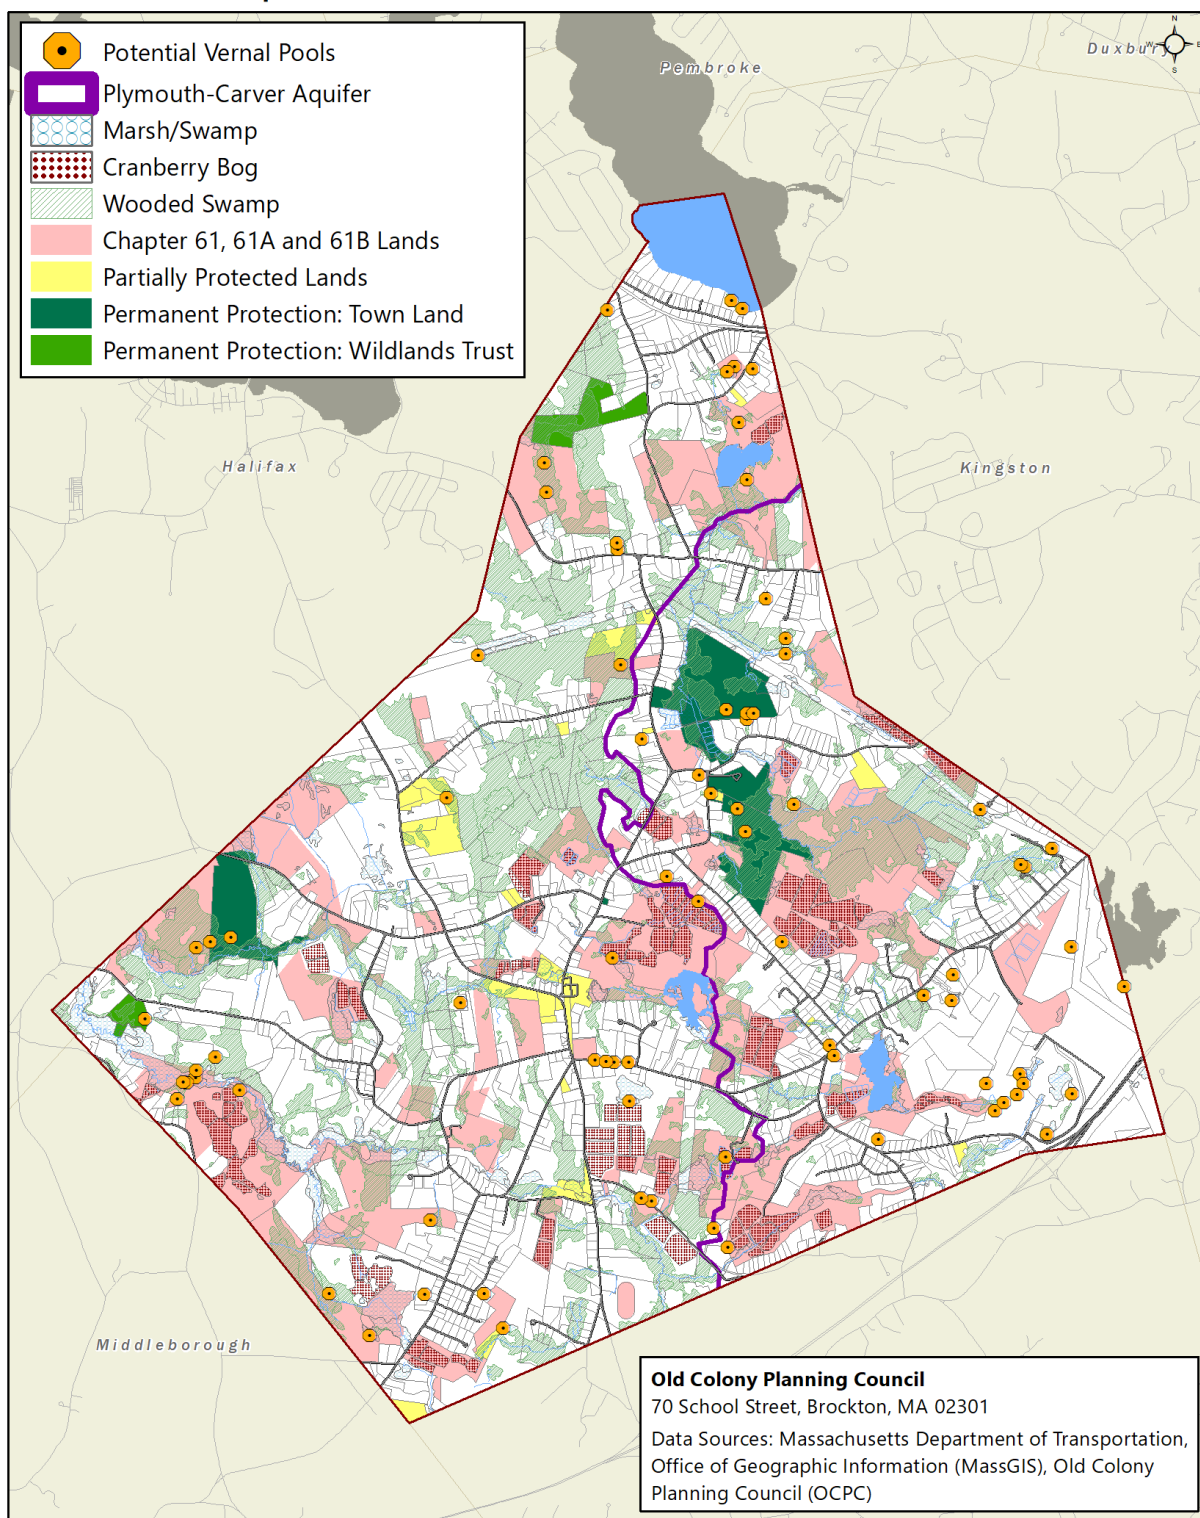 Potential Vernal Pools
Plymouth-Carver Aquifer
Marsh/Swamp
Cranberry Bog
Wooded Swamp
Chapter 61, 61A and 61B Lands
Partially Protected Lands
Permanent Protection: Town Land
Permanent Protection: Wildlands Trust
Pembroke
Duxbury
N
W
E
S
Halifax
Kingston
Middleborough
Old Colony Planning Council
70 School Street, Brockton, MA 02301
Data Sources: Massachusetts Department of Transportation,
Office of Geographic Information (MassGIS), Old Colony
Planning Council (OCPC)